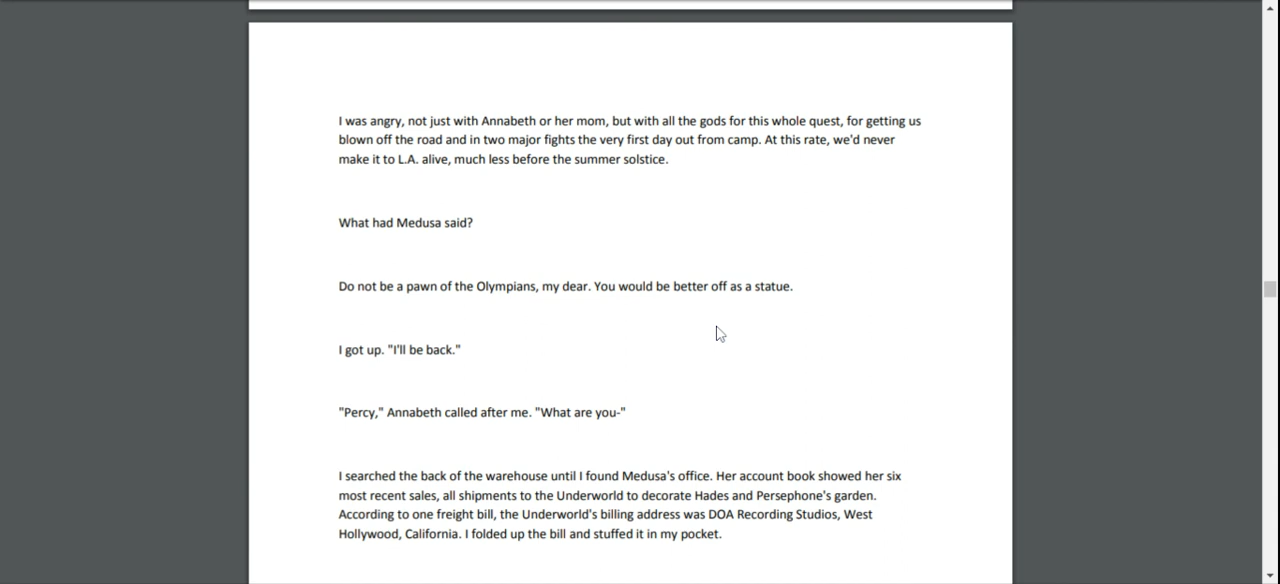 I was angry, not just with Annabeth or her mom, but with all the gods for this whole quest, for getting us
blown off the road and in two major fights the very first day out from camp. At this rate, we'd never
make it to L.A. alive, much less before the summer solstice.
What had Medusa said?
Do not be a pawn of the Olympians, my dear. You would be better off as a statue.
I got up. "I'll be back."
"Percy," Annabeth called after me. "What are you-"
I searched the back of the warehouse until I found Medusa's office. Her account book showed her six
most recent sales, all shipments to the Underworld to decorate Hades and Persephone's garden.
According to one freight bill, the Underworld's billing address was DOA Recording Studios, West
Hollywood, California. I folded up the bill and stuffed it in my pocket.